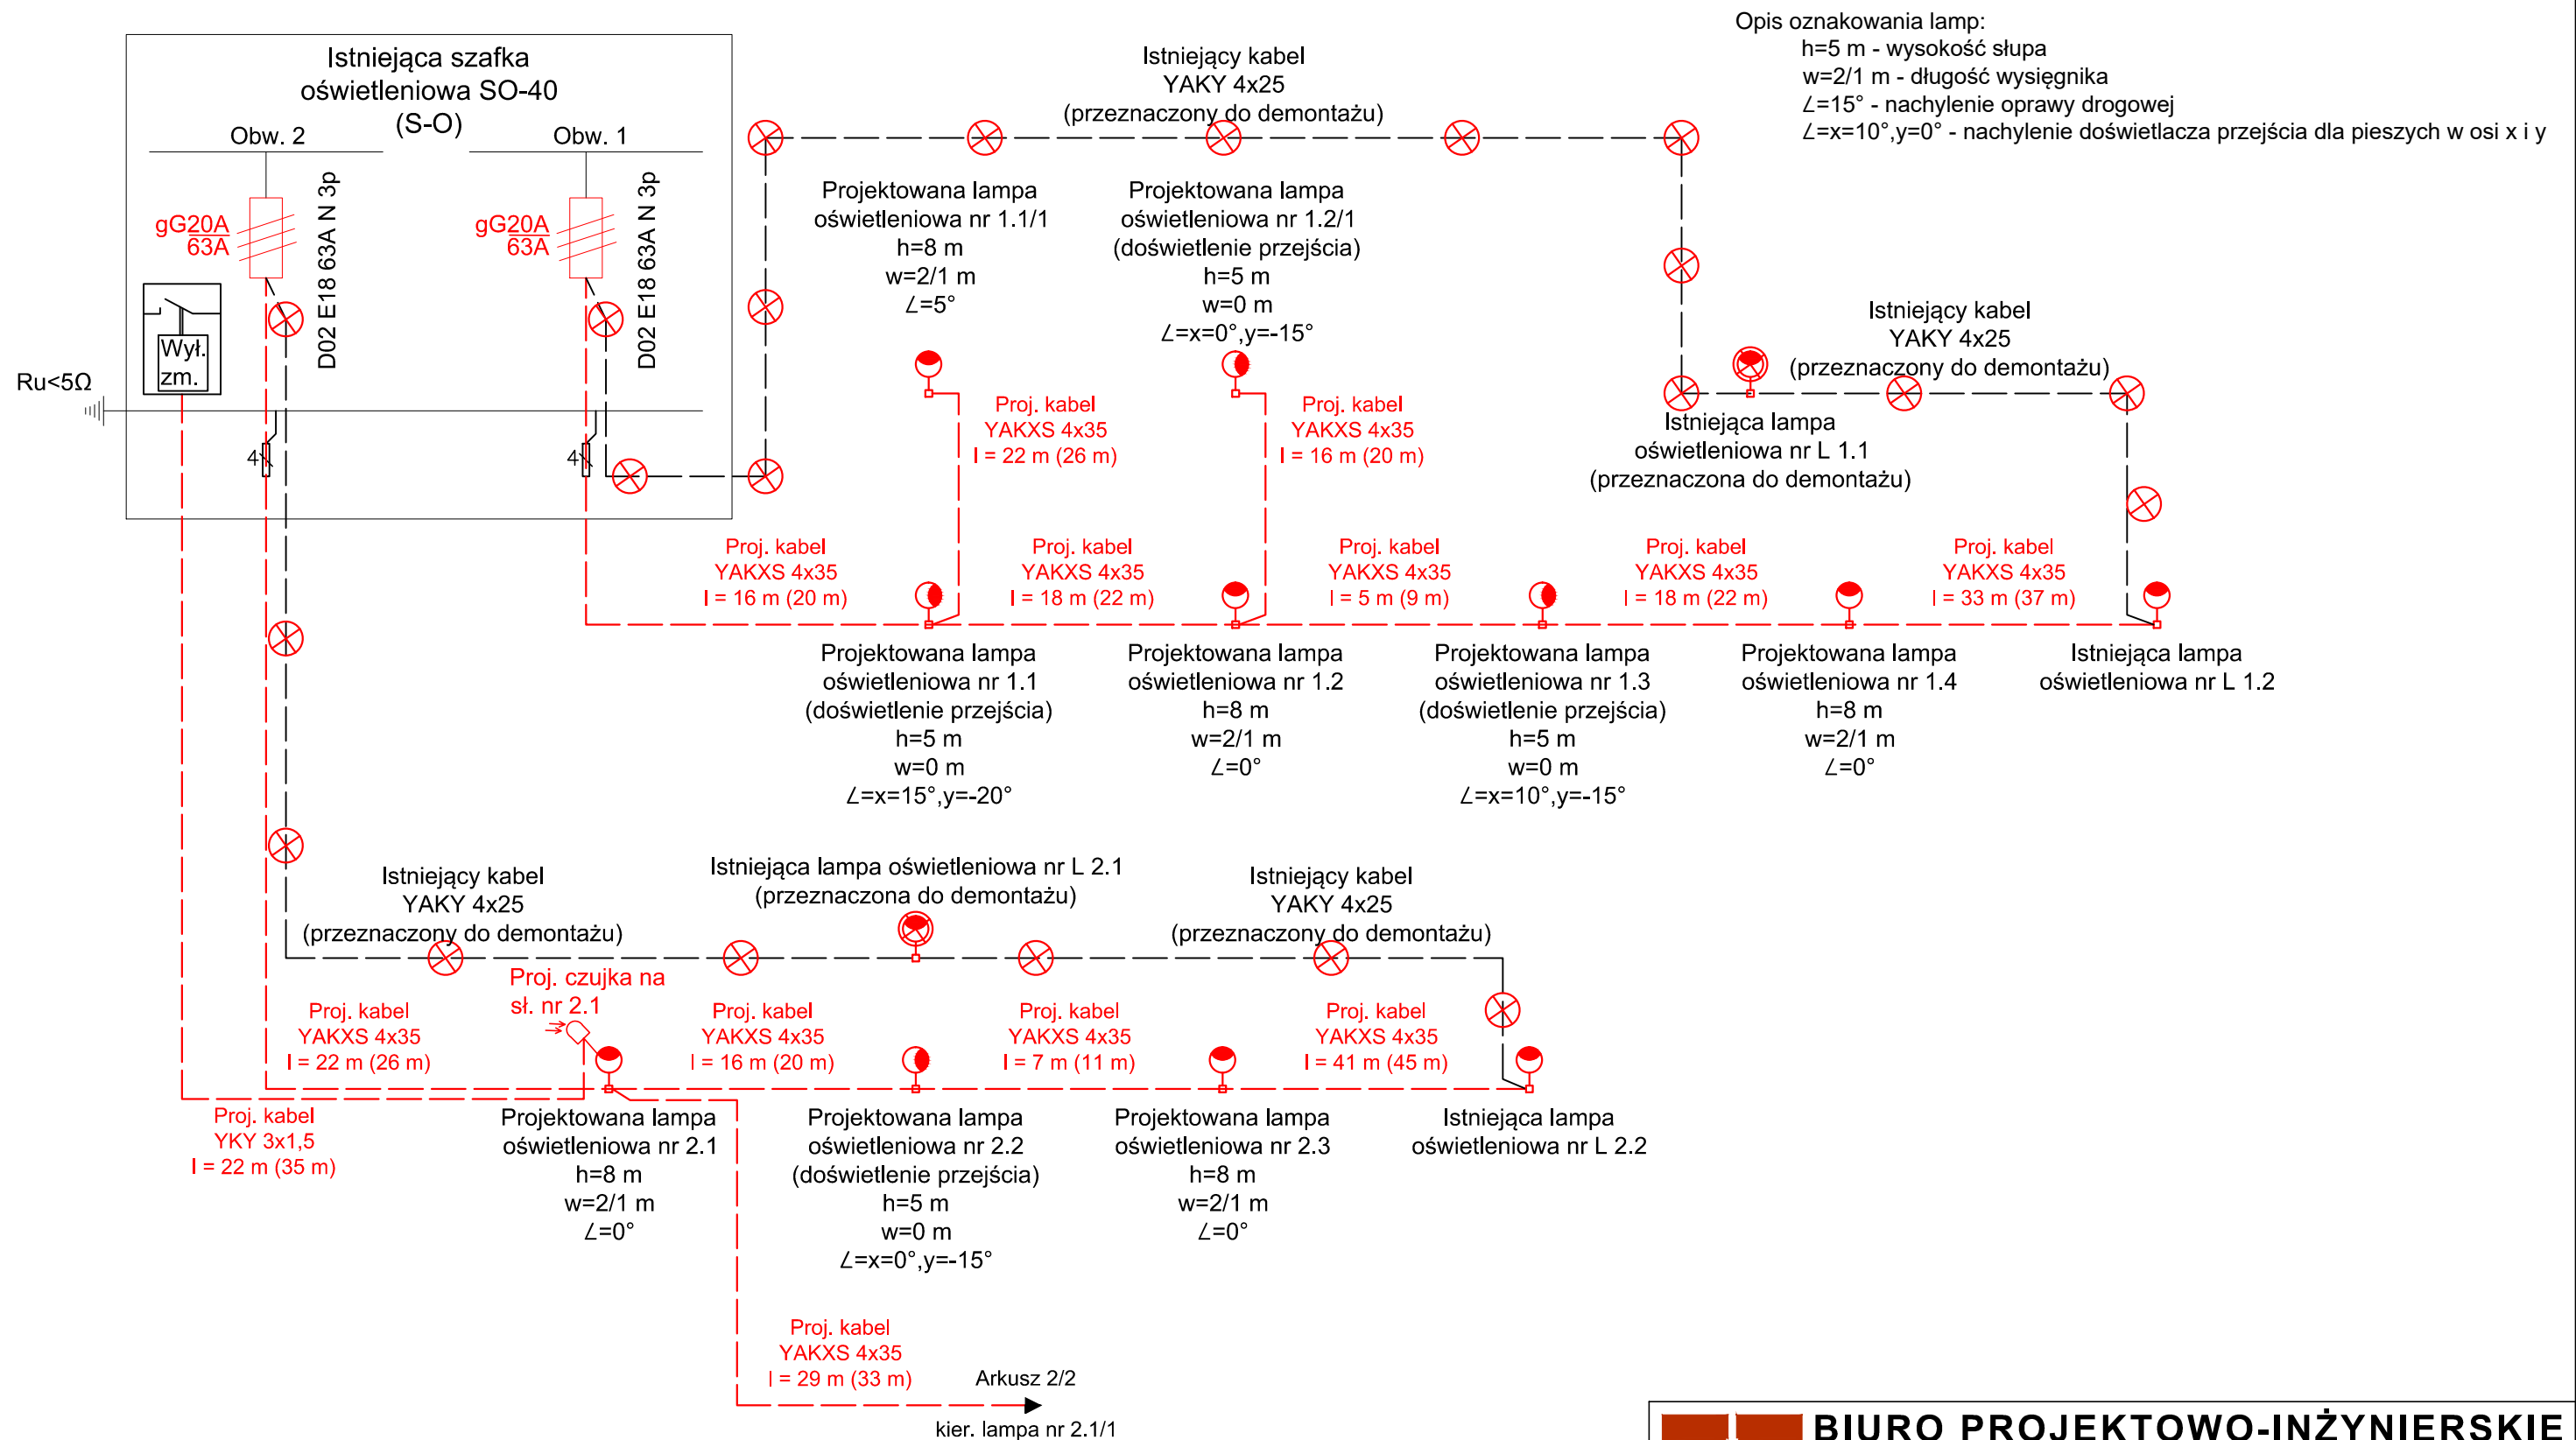 Opis oznakowania lamp:
h=5 m - wysokość słupa
w=2/1 m - długość wysięgnika
∠=15° - nachylenie oprawy drogowej
∠=x=10°,y=0° - nachylenie doświetlacza przejścia dla pieszych w osi x i y
Istniejąca szafka
oświetleniowa SO-40
(S-O)
Obw. 2
Obw. 1
gG20A
63A
D02 E18 63A N 3p
gG20A
63A
D02 E18 63A N 3p
Wył.
zm.
Ru<5Ω
4
4
Istniejący kabel
YAKY 4x25
(przeznaczony do demontażu)
Projektowana lampa
oświetleniowa nr 1.1/1
h=8 m
w=2/1 m
∠=5°
Projektowana lampa
oświetleniowa nr 1.2/1
(doświetlenie przejścia)
h=5 m
w=0 m
∠=x=0°,y=-15°
Istniejący kabel
YAKY 4x25
(przeznaczony do demontażu)
Istniejąca lampa
oświetleniowa nr L 1.1
(przeznaczona do demontażu)
Proj. kabel
YAKXS 4x35
l = 22 m (26 m)
Proj. kabel
YAKXS 4x35
l = 16 m (20 m)
Proj. kabel
YAKXS 4x35
l = 16 m (20 m)
Proj. kabel
YAKXS 4x35
l = 18 m (22 m)
Proj. kabel
YAKXS 4x35
l = 5 m (9 m)
Proj. kabel
YAKXS 4x35
l = 18 m (22 m)
Proj. kabel
YAKXS 4x35
l = 33 m (37 m)
Projektowana lampa
oświetleniowa nr 1.1
(doświetlenie przejścia)
h=5 m
w=0 m
∠=x=15°,y=-20°
Projektowana lampa
oświetleniowa nr 1.2
h=8 m
w=2/1 m
∠=0°
Projektowana lampa
oświetleniowa nr 1.3
(doświetlenie przejścia)
h=5 m
w=0 m
∠=x=10°,y=-15°
Projektowana lampa
oświetleniowa nr 1.4
h=8 m
w=2/1 m
∠=0°
Istniejąca lampa
oświetleniowa nr L 1.2
Istniejący kabel
YAKY 4x25
(przeznaczony do demontażu)
Istniejąca lampa oświetleniowa nr L 2.1
(przeznaczona do demontażu)
Istniejący kabel
YAKY 4x25
(przeznaczony do demontażu)
Proj. czujka na
sł. nr 2.1
Proj. kabel
YAKXS 4x35
l = 22 m (26 m)
Proj. kabel
YAKXS 4x35
l = 16 m (20 m)
Proj. kabel
YAKXS 4x35
l = 7 m (11 m)
Proj. kabel
YAKXS 4x35
l = 41 m (45 m)
Proj. kabel
YKY 3x1,5
l = 22 m (35 m)
Projektowana lampa
oświetleniowa nr 2.1
h=8 m
w=2/1 m
∠=0°
Projektowana lampa
oświetleniowa nr 2.2
(doświetlenie przejścia)
h=5 m
w=0 m
∠=x=0°,y=-15°
Projektowana lampa
oświetleniowa nr 2.3
h=8 m
w=2/1 m
∠=0°
Istniejąca lampa
oświetleniowa nr L 2.2
Proj. kabel
YAKXS 4x35
l = 29 m (33 m)
Arkusz 2/2
kier. lampa nr 2.1/1
BIURO PROJEKTOWO-INŻYNIERSKIE